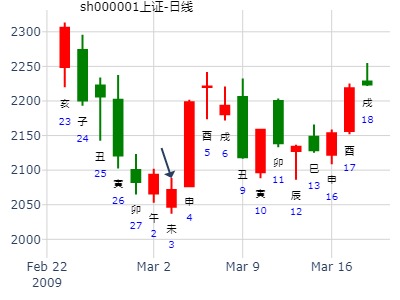 sh000001上证-日线
2300
2250
2200
2150
2100
2050
2000
亥
23
子
24
丑
25
寅
26
卯
27
午
2
未
3
申
4
酉
5
戌
6
丑
9
寅
10
卯
11
辰
12
巳
13
申
16
酉
17
戌
18
Feb 22
2009
Mar 2
Mar 9
Mar 16